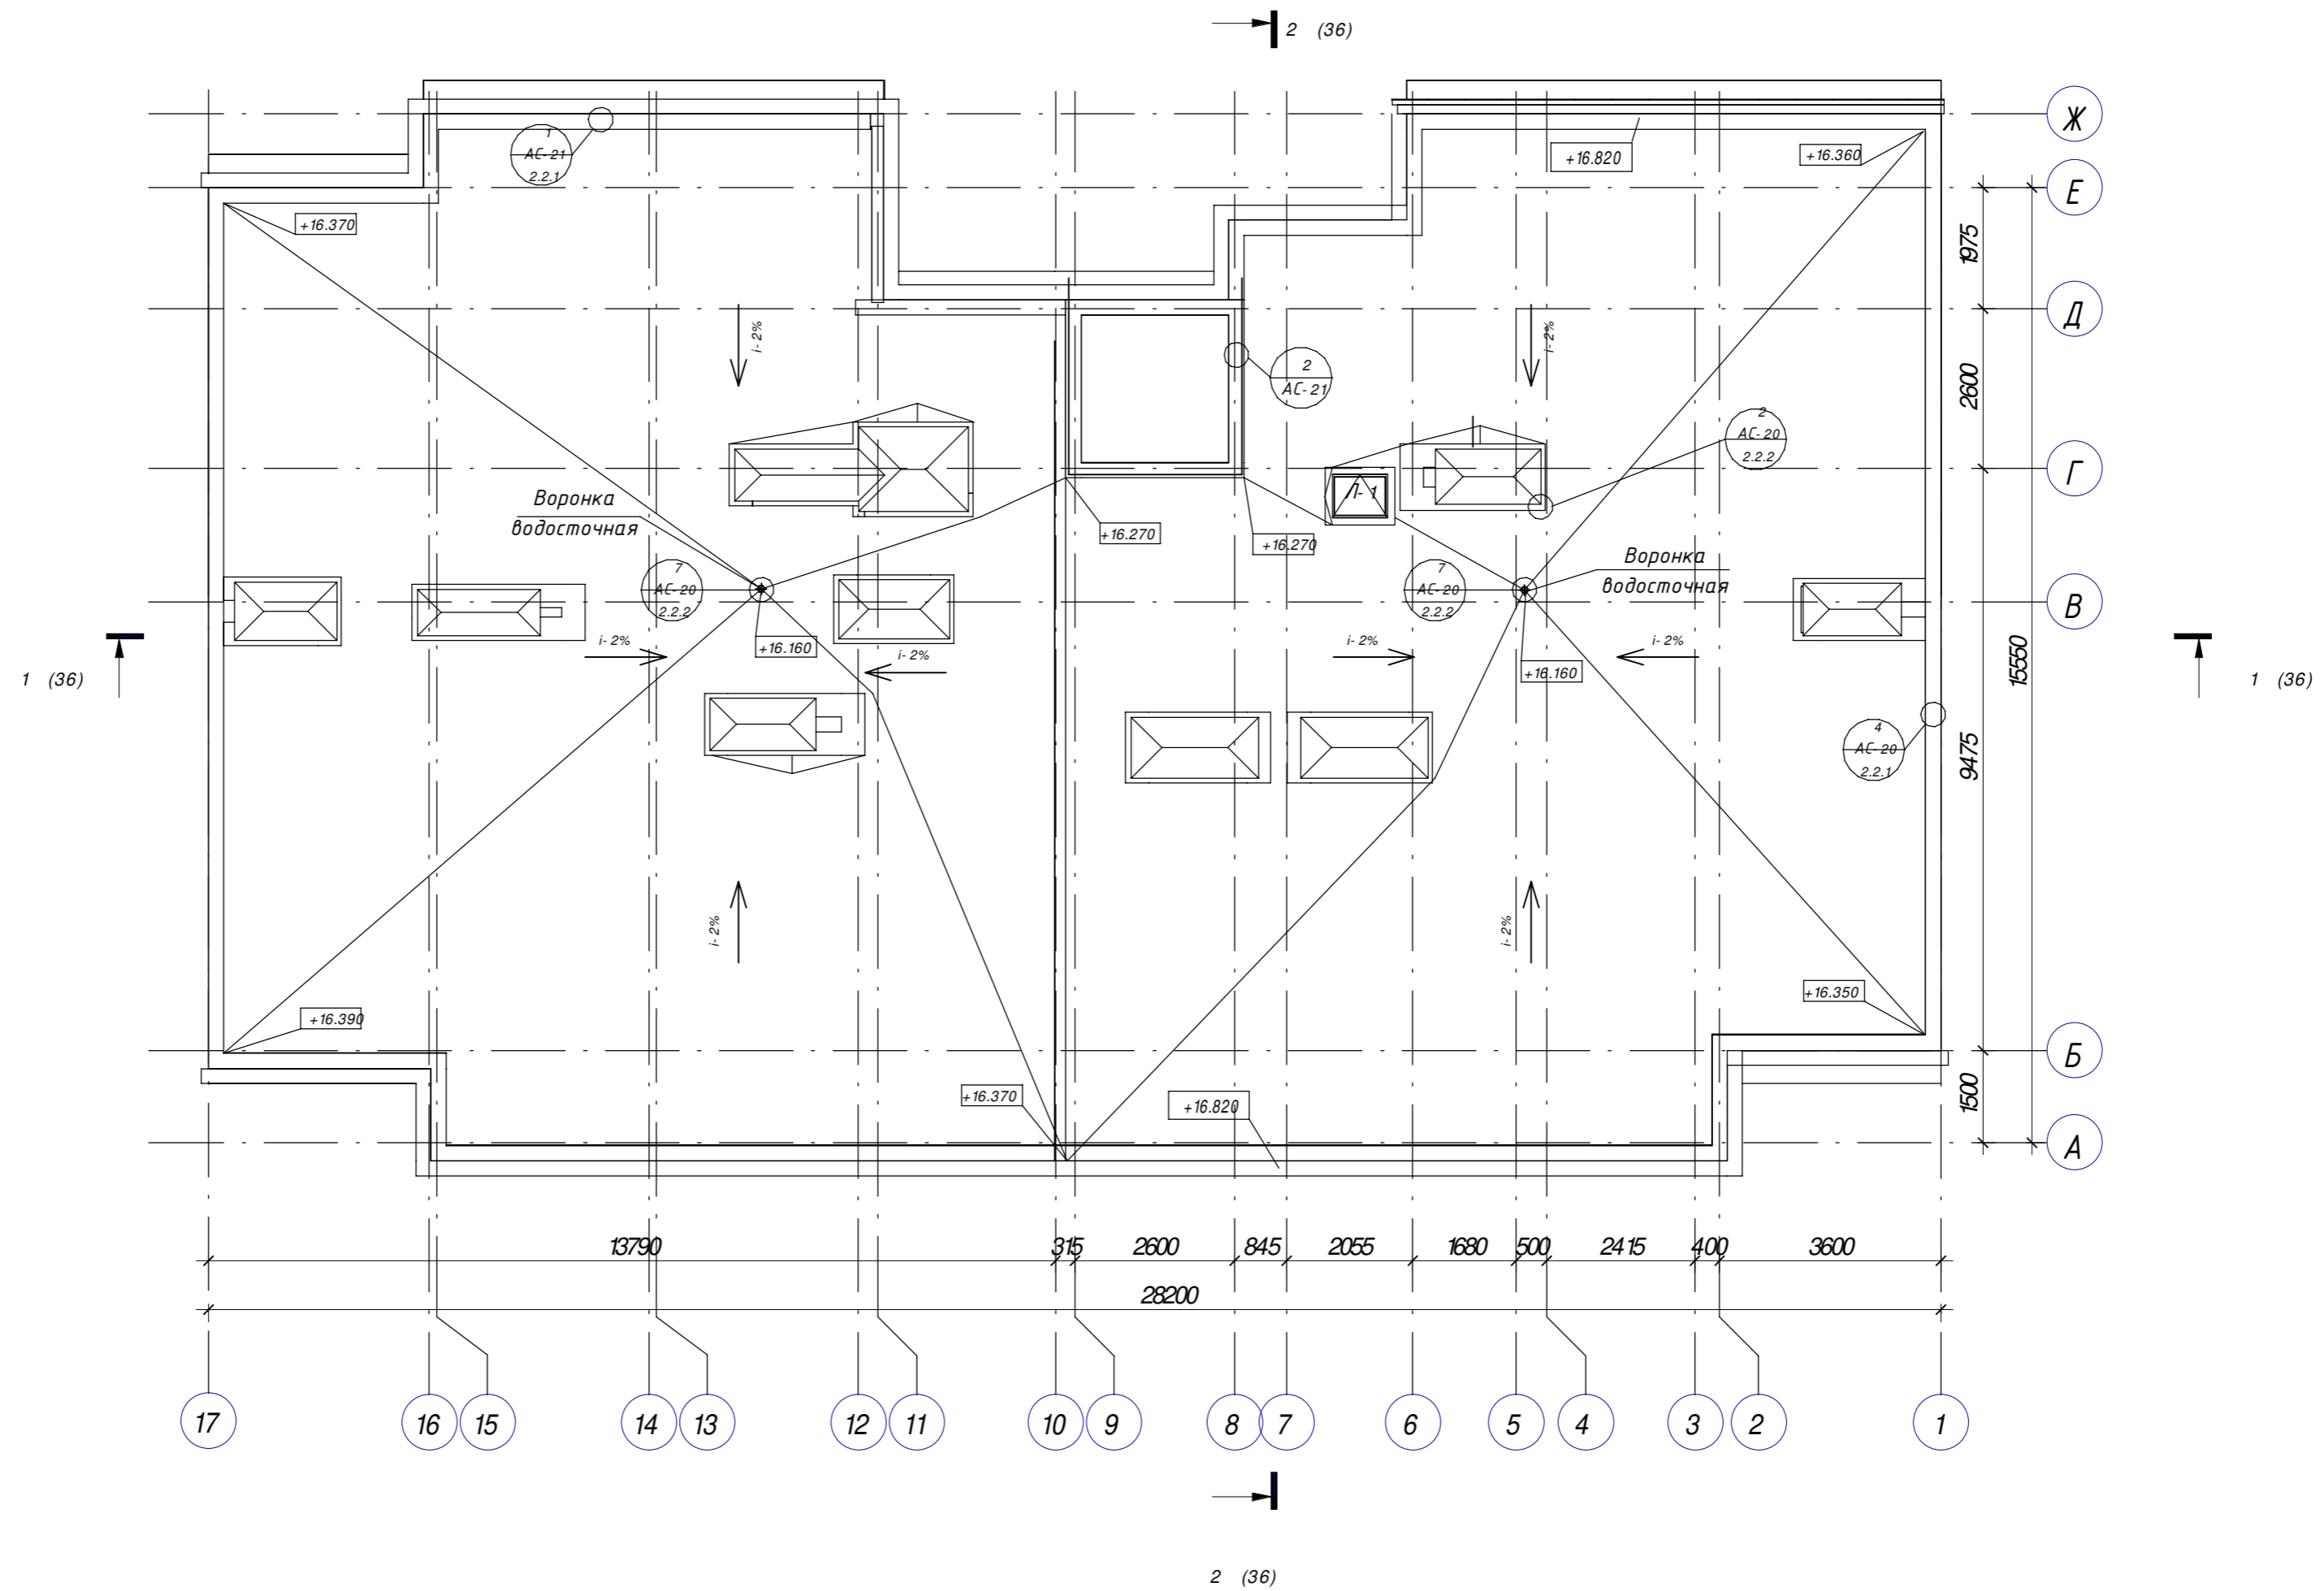 2 (36)
Ж
1
АС-21
2.2.1
+16.820
+16.360
Е
+16.370
1975
Д
i-2%
i-2%
2
АС-21
2600
2
АС-20
2.2.2
Г
Л-1
Воронка
водосточная
+16.270
+16.270
Воронка
водосточная
7
АС-20
2.2.2
7
АС-20
2.2.2
В
+16.160
i-2%
i-2%
i-2%
i-2%
+16.160
15550
1 (36)
1 (36)
4
АС-20
2.2.1
9475
i-2%
i-2%
+16.350
+16.390
Б
+16.370
+16.820
1500
А
13790
315
2600
845
2055
1680
500
2415
400
3600
28200
17
16
15
14
13
12
11
10
9
8
7
6
5
4
3
2
1
2 (36)